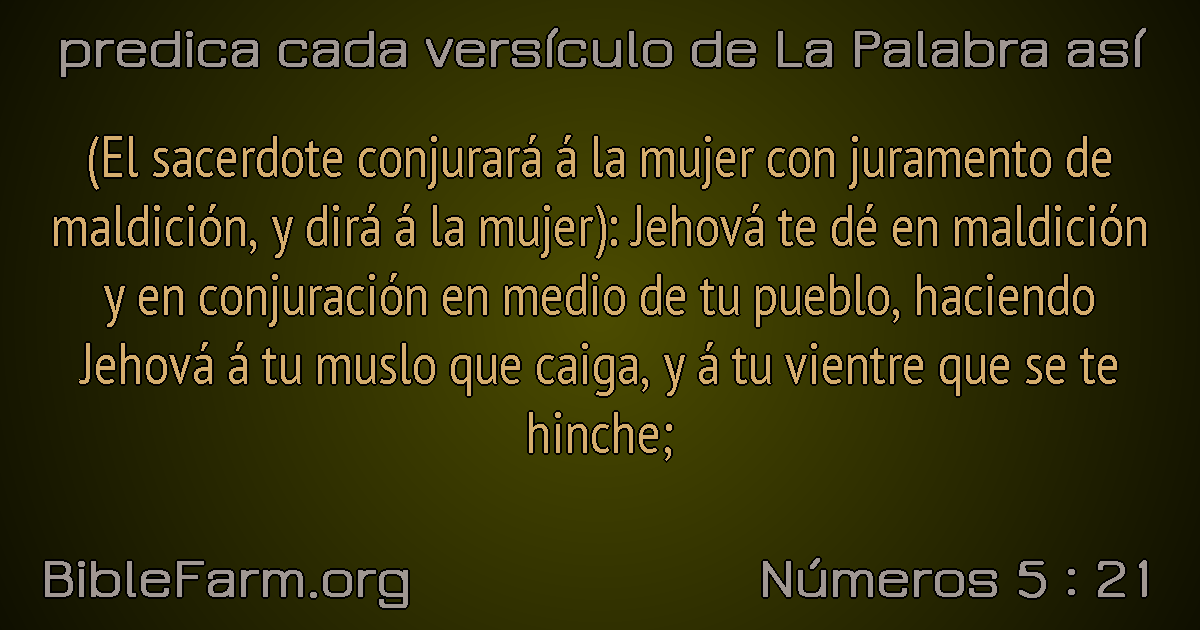 predica cada versículo de La Palabra así
(El sacerdote conjurará á la mujer con juramento de
maldición, y dirá á la mujer): Jehová te dé en maldición
y en conjuración en medio de tu pueblo, haciendo
Jehová á tu muslo que caiga, y á tu vientre que se te
hinche;
BibleFarm.org
Números 5 : 21